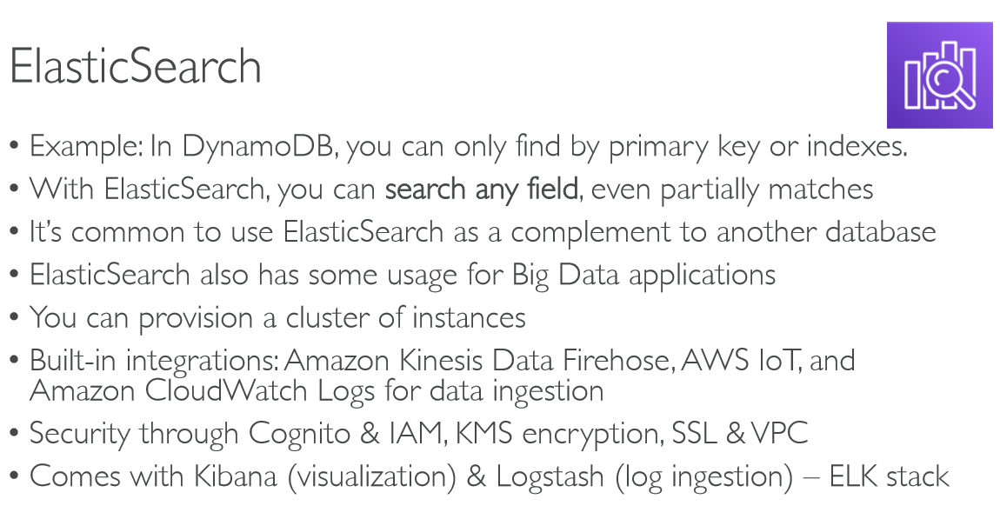 ElasticSearch
• Example: In DynamoDB, you can only find by primary key or indexes.
• With ElasticSearch, you can search any field, even partially matches
• It's common to use ElasticSearch as a complement to another database
• ElasticSearch also has some usage for Big Data applications
• You can provision a cluster of instances
• Built-in integrations: Amazon Kinesis Data Firehose, AWS IoT, and
Amazon CloudWatch Logs for data ingestion
• Security through Cognito & IAM, KMS encryption, SSL & VPC
• Comes with Kibana (visualization) & Logstash (log ingestion) – ELK stack